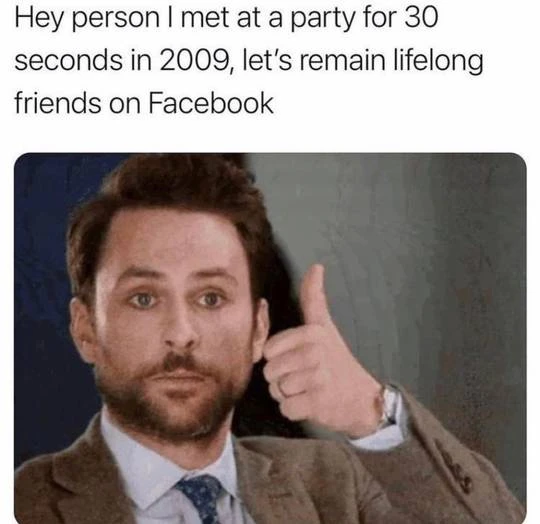 Hey person I met at a party for 30
seconds in 2009, let's remain lifelong
friends on Facebook